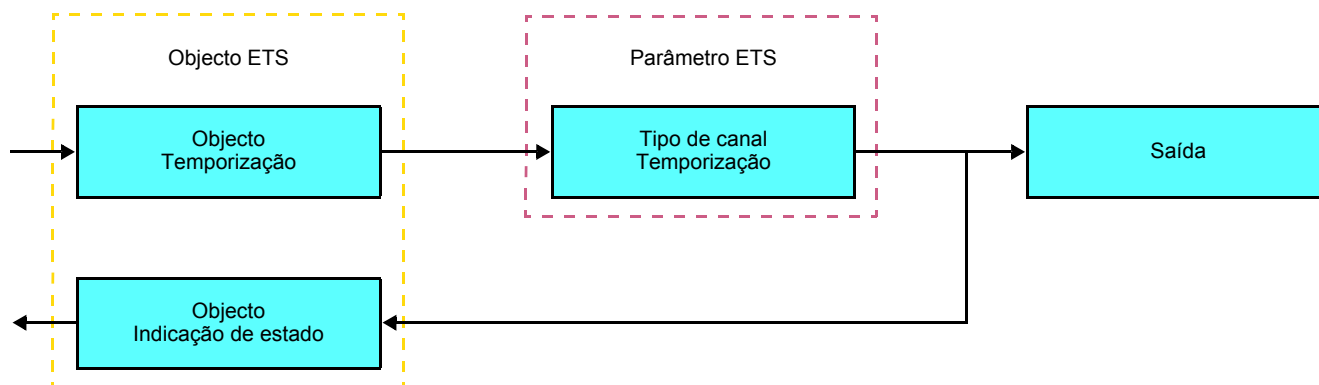 Objecto ETS
Parâmetro ETS
Objecto
Temporização
Tipo de canal
Temporização
Saída
Objecto
Indicação de estado